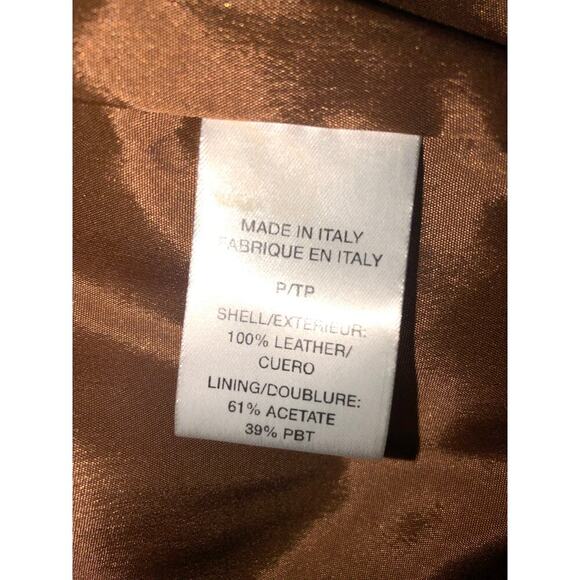 MADE IN ITALY
FABRIQUE EN ITALY
P/TP
SHELL/EXTERIEUR:
100% LEATHER/
CUERO
LINING/DOUBLURE:
61% ACETATE
39% PBT